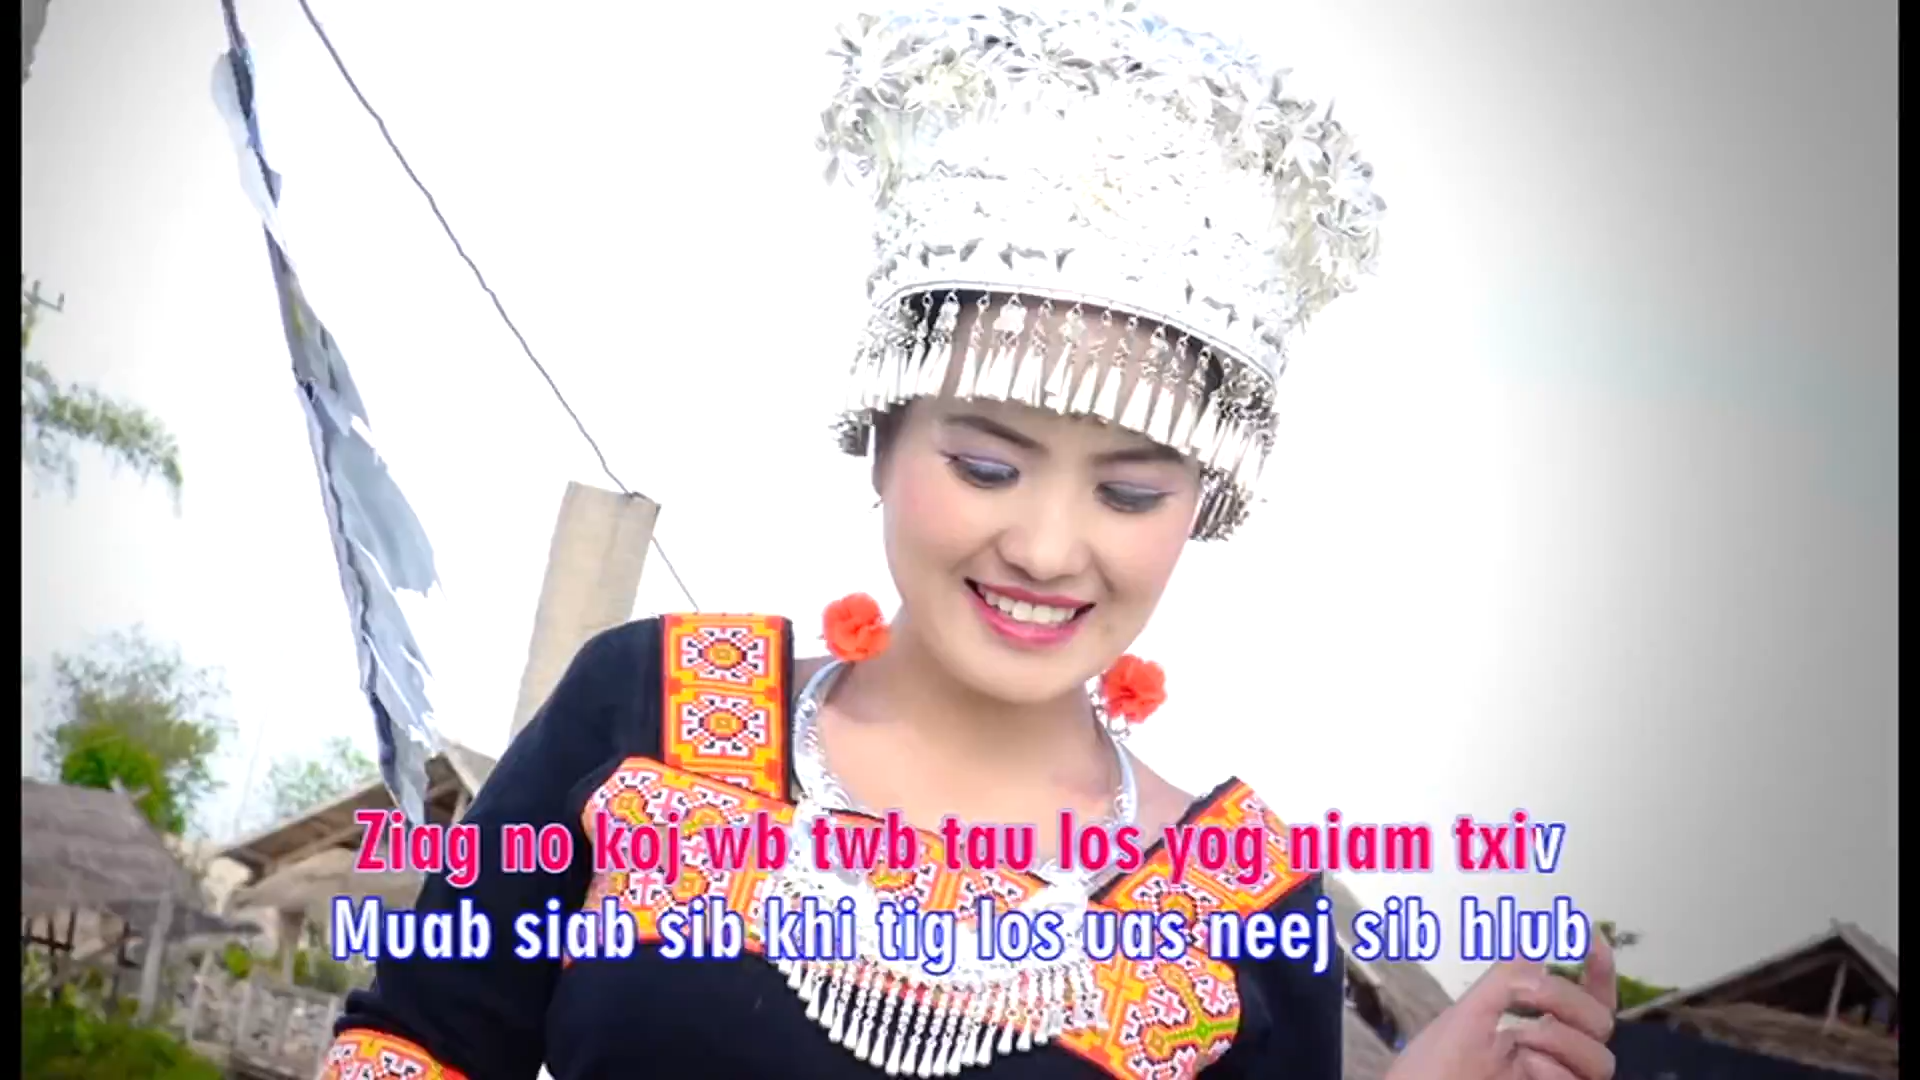 Ziag no koj wb twb tau los yog niam txiv
Muab siab sib khi tig los uas neej sib hlub